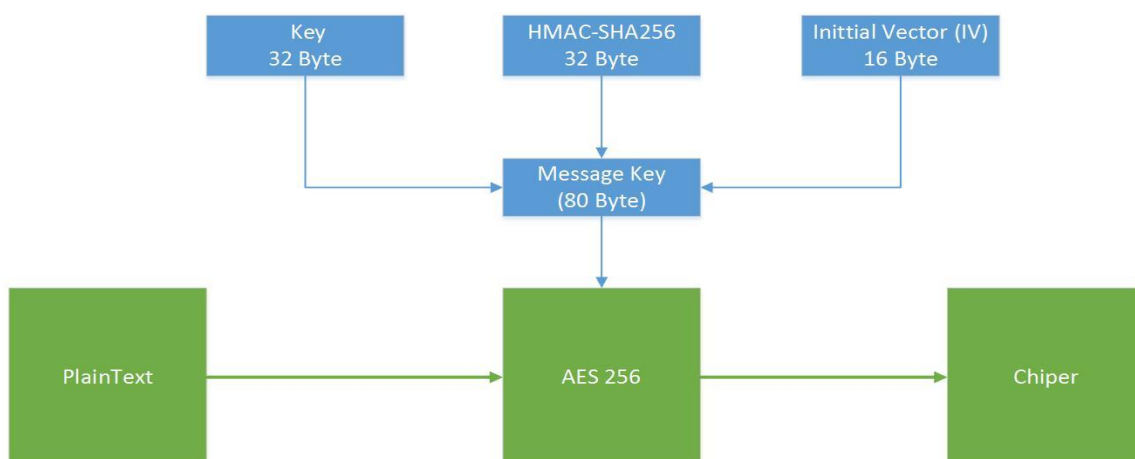 Key
32 Byte
HMAC-SHA256
32 Byte
Inittial Vector (IV)
16 Byte
Message Key
(80 Byte)
PlainText
AES 256
Chiper